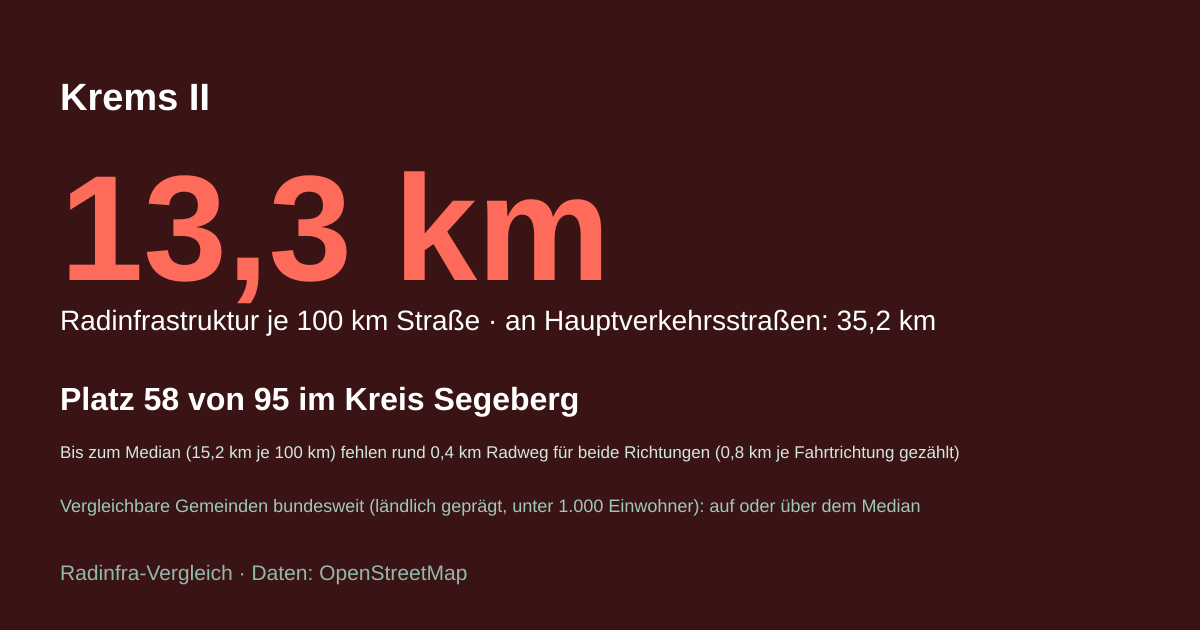 Krems II
13,3 km
Radinfrastruktur je 100 km Straße · an Hauptverkehrsstraßen: 35,2 km
Platz 58 von 95 im Kreis Segeberg
Bis zum Median (15,2 km je 100 km) fehlen rund 0,4 km Radweg für beide Richtungen (0,8 km je Fahrtrichtung gezählt)
Vergleichbare Gemeinden bundesweit (ländlich geprägt, unter 1.000 Einwohner): auf oder über dem Median
Radinfra-Vergleich · Daten: OpenStreetMap